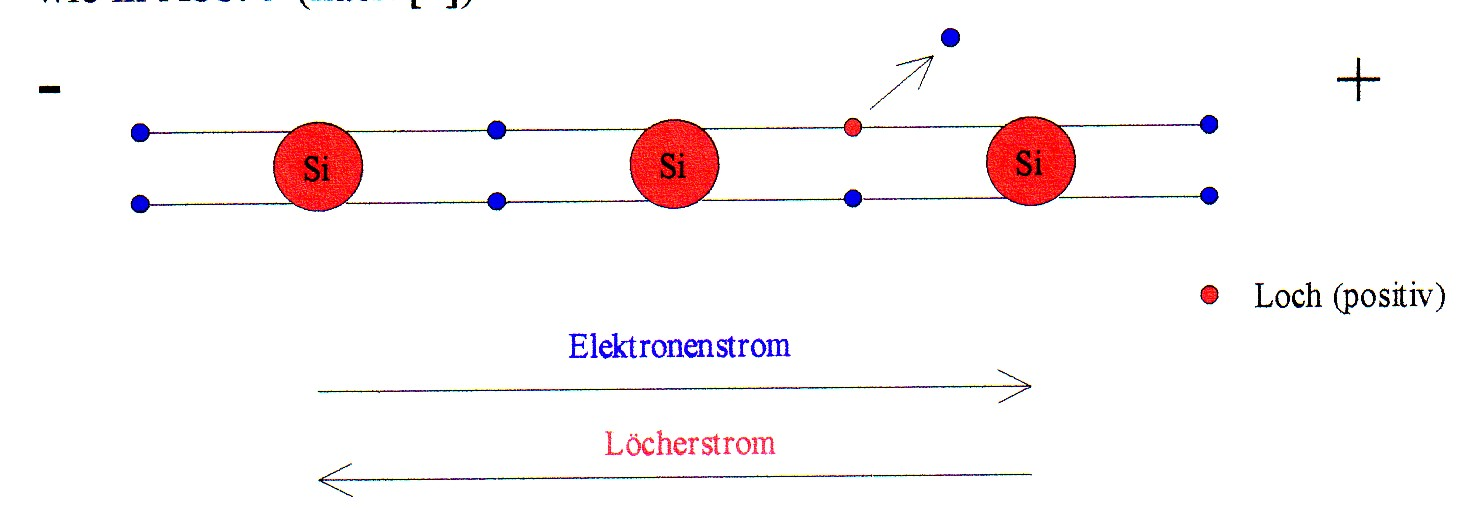 -
+
Si
Si
Si
Loch (positiv)
Elektronenstrom
Löcherstrom